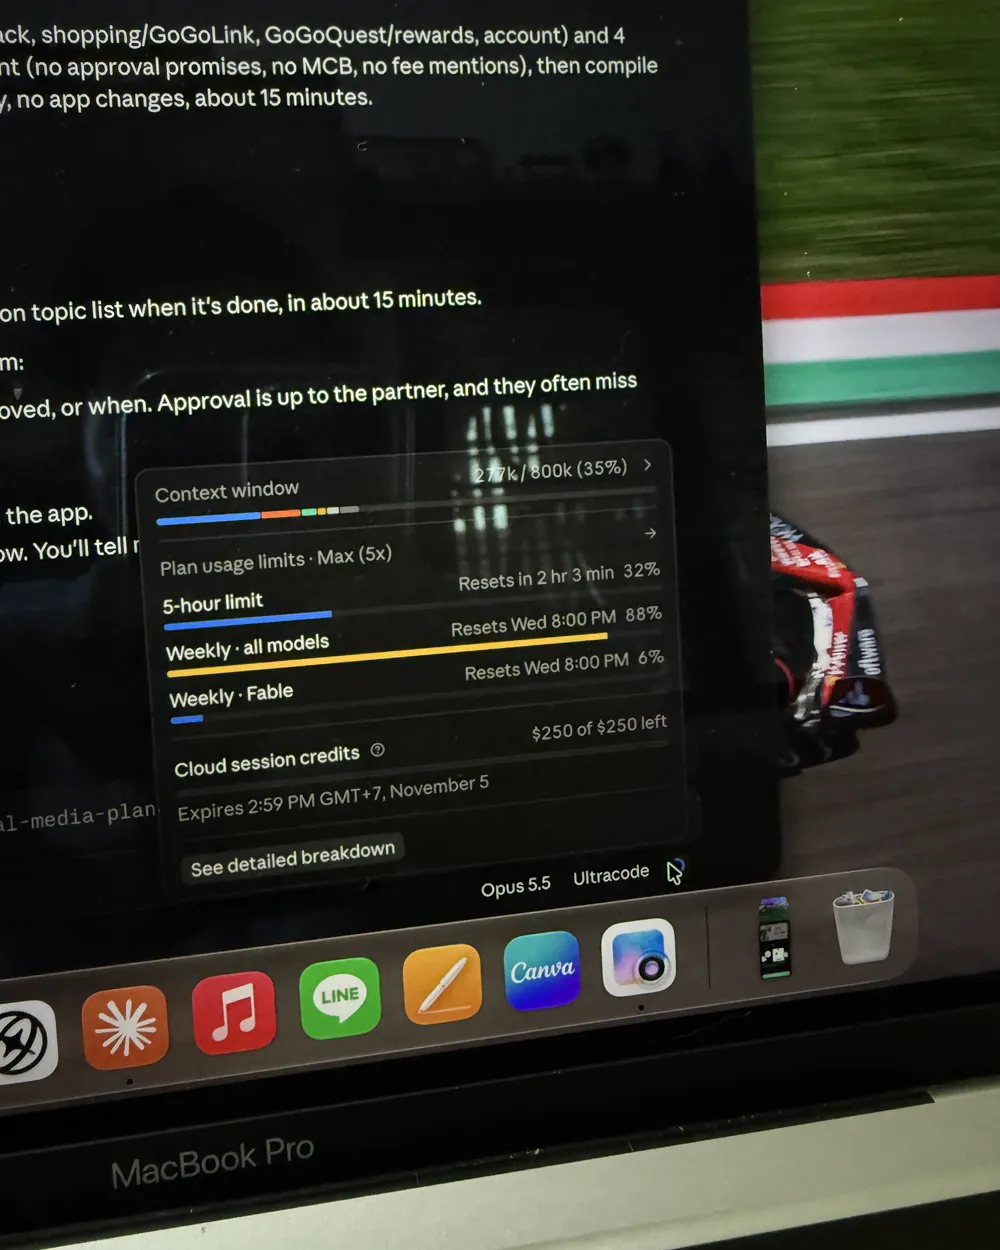 ack, shopping/GoGoLink, GoGoQuest/rewards, account) and 4
nt (no approval promises, no MCB, no fee mentions), then compile
y, no app changes, about 15 minutes.
on topic list when it's done, in about 15 minutes.
m:
oved, or when. Approval is up to the partner, and they often miss
the app.
ow. You'll tell r
al-media-plan
Context window 277k / 800k (35%)
Plan usage limits · Max (5x)
5-hour limit Resets in 2 hr 3 min 32%
Weekly · all models Resets Wed 8:00 PM 88%
Weekly · Fable Resets Wed 8:00 PM 6%
Cloud session credits $250 of $250 left
Expires 2:59 PM GMT+7, November 5
See detailed breakdown
Opus 5.5 Ultracode
LINE
Canva
MacBook Pro